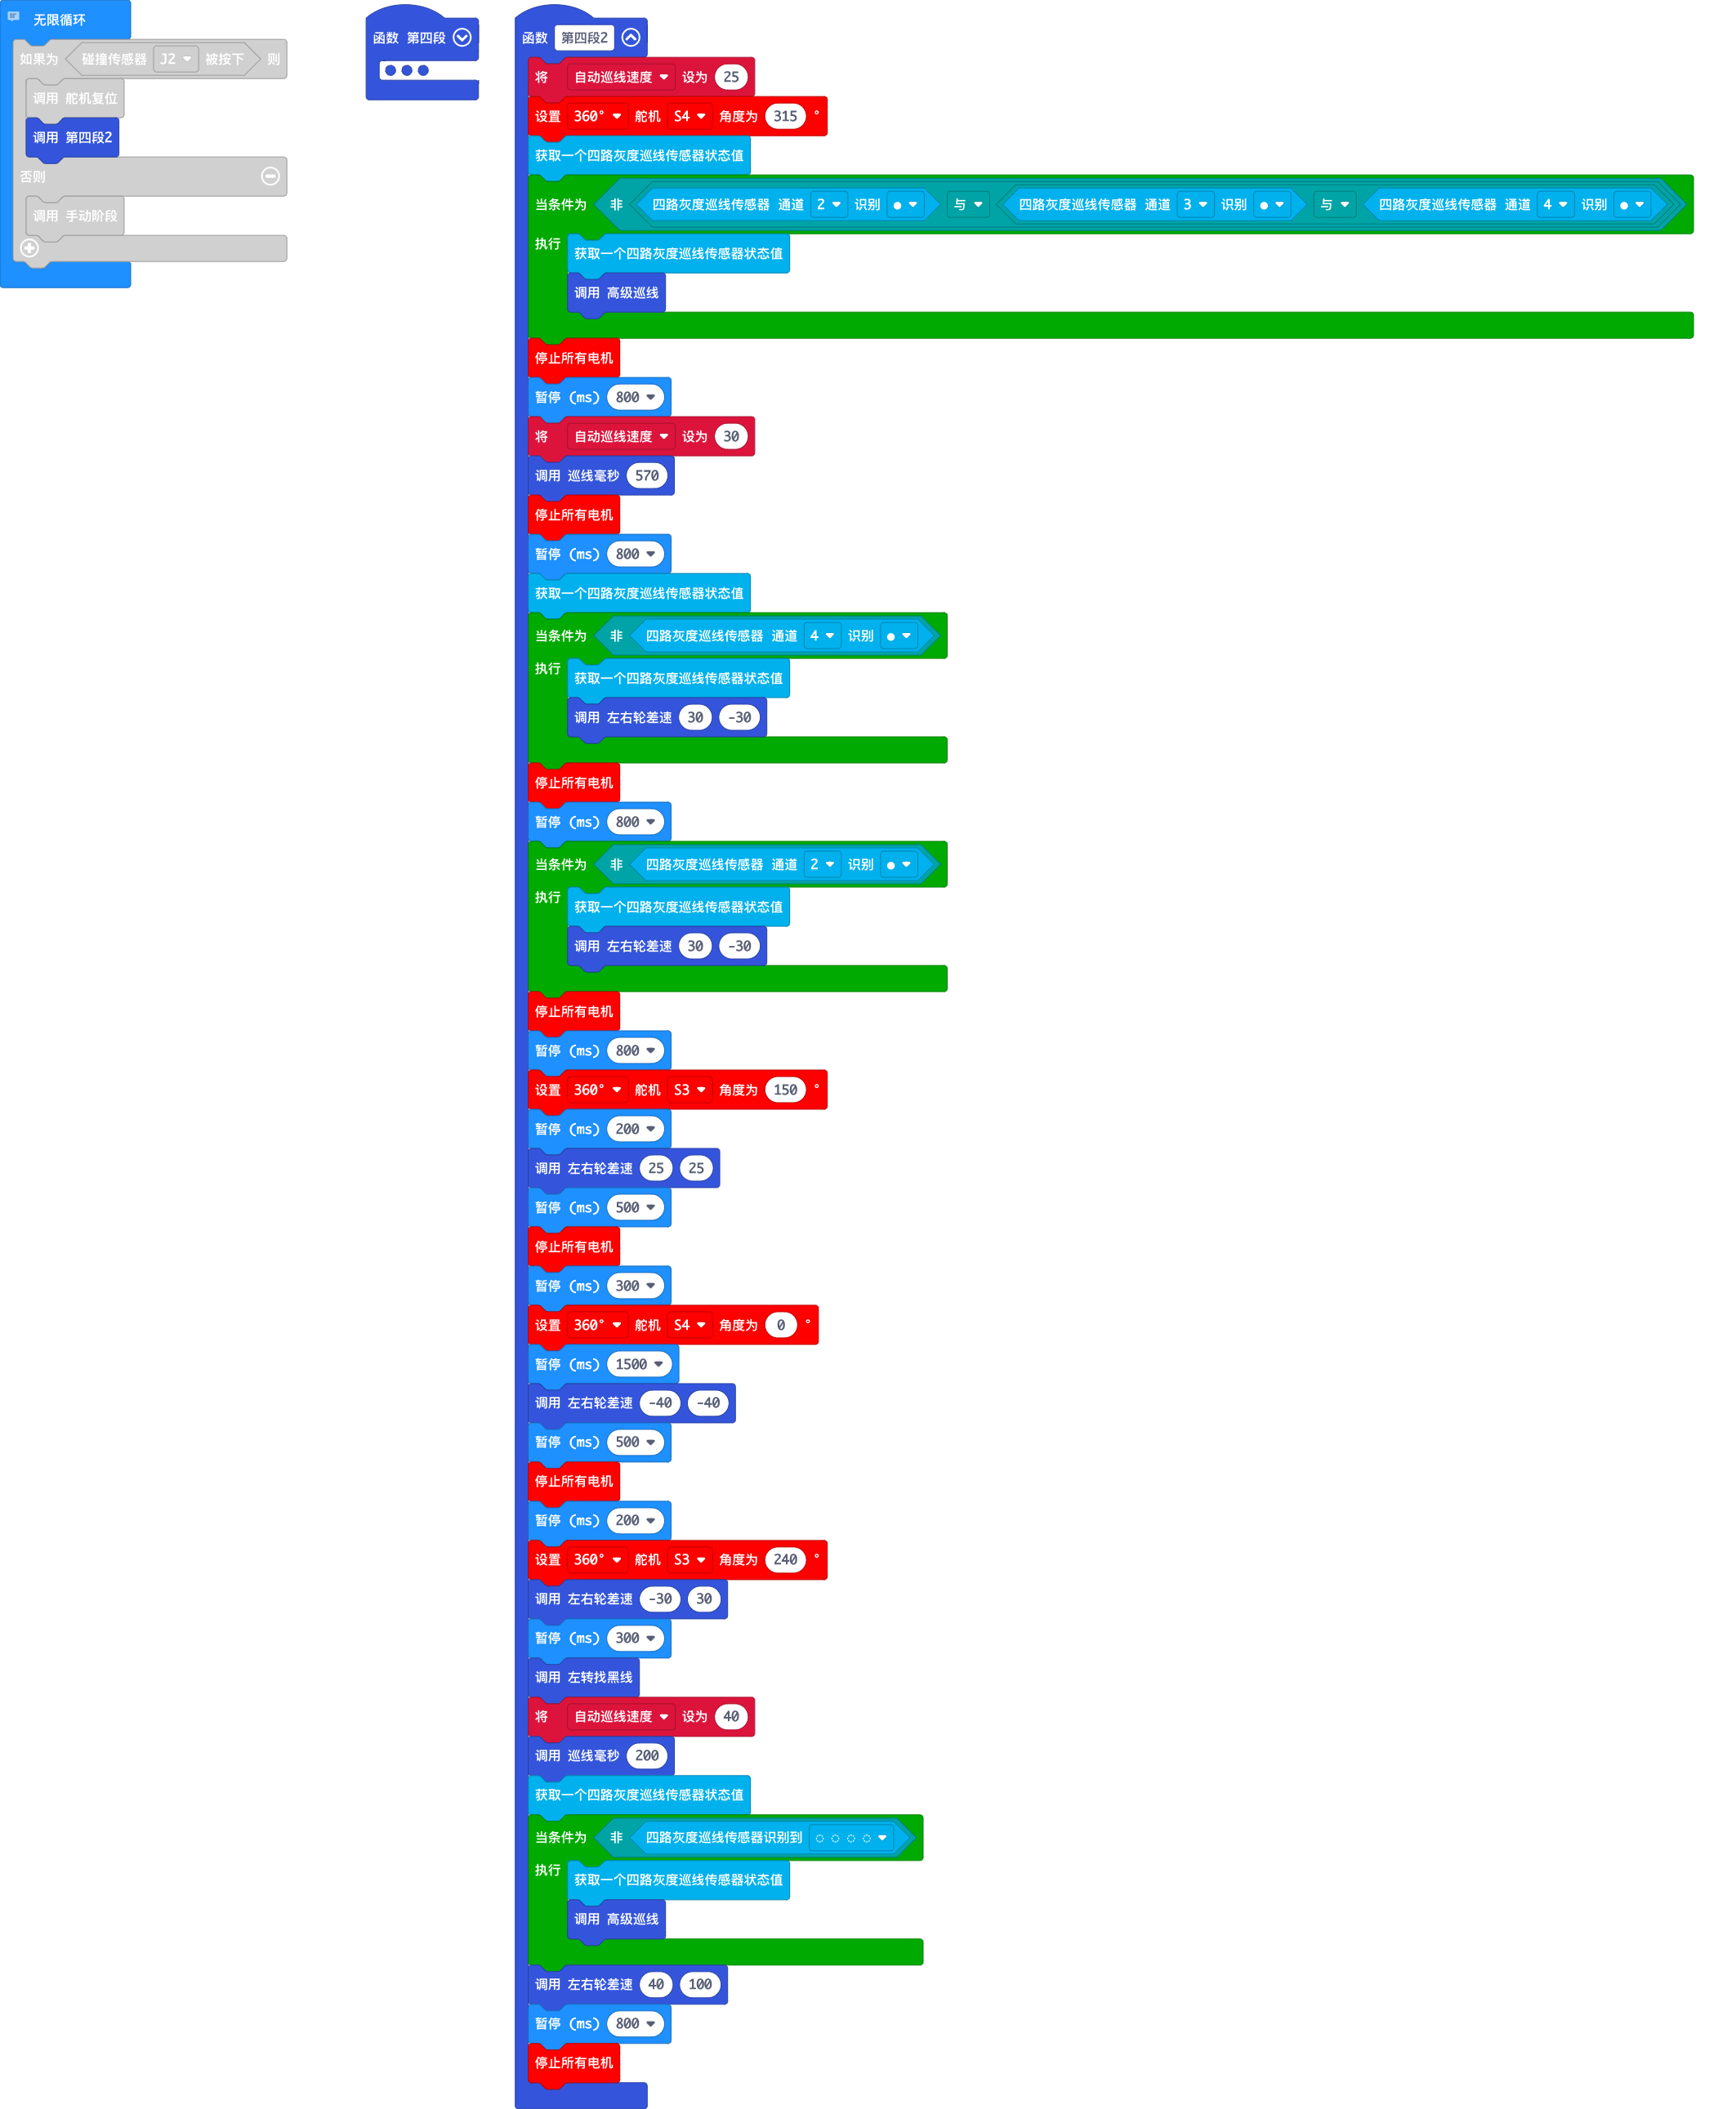 无限循环
如果为 碰撞传感器 J2 被按下 则
调用 舵机复位
调用 第四段2
否则
调用 手动阶段
函数 第四段
函数 第四段2
将 自动巡线速度 设为 25
设置 360° 舵机 S4 角度为 315 °
获取一个四路灰度巡线传感器状态值
当条件为 非 四路灰度巡线传感器 通道 2 识别 ● 与 四路灰度巡线传感器 通道 3 识别 ● 与 四路灰度巡线传感器 通道 4 识别 ●
执行
获取一个四路灰度巡线传感器状态值
调用 高级巡线
停止所有电机
暂停 (ms) 800
将 自动巡线速度 设为 30
调用 巡线毫秒 570
停止所有电机
暂停 (ms) 800
获取一个四路灰度巡线传感器状态值
当条件为 非 四路灰度巡线传感器 通道 4 识别 ●
执行
获取一个四路灰度巡线传感器状态值
调用 左右轮差速 30 -30
停止所有电机
暂停 (ms) 800
当条件为 非 四路灰度巡线传感器 通道 2 识别 ●
执行
获取一个四路灰度巡线传感器状态值
调用 左右轮差速 30 -30
停止所有电机
暂停 (ms) 800
设置 360° 舵机 S3 角度为 150 °
暂停 (ms) 200
调用 左右轮差速 25 25
暂停 (ms) 500
停止所有电机
暂停 (ms) 300
设置 360° 舵机 S4 角度为 0 °
暂停 (ms) 1500
调用 左右轮差速 -40 -40
暂停 (ms) 500
停止所有电机
暂停 (ms) 200
设置 360° 舵机 S3 角度为 240 °
调用 左右轮差速 -30 30
暂停 (ms) 300
调用 左转找黑线
将 自动巡线速度 设为 40
调用 巡线毫秒 200
获取一个四路灰度巡线传感器状态值
当条件为 非 四路灰度巡线传感器识别到 ◌ ◌ ◌ ◌
执行
获取一个四路灰度巡线传感器状态值
调用 高级巡线
调用 左右轮差速 40 100
暂停 (ms) 800
停止所有电机